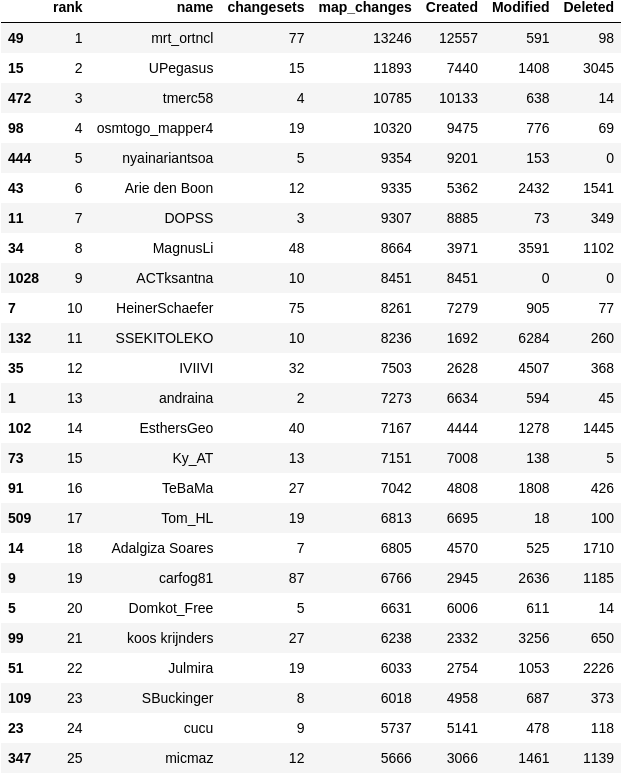 rank name changesets map_changes Created Modified Deleted
49 1 mrt_ortncl 77 13246 12557 591 98
15 2 UPegasus 15 11893 7440 1408 3045
472 3 tmerc58 4 10785 10133 638 14
98 4 osmtogo_mapper4 19 10320 9475 776 69
444 5 nyainariantsoa 5 9354 9201 153 0
43 6 Arie den Boon 12 9335 5362 2432 1541
11 7 DOPSS 3 9307 8885 73 349
34 8 MagnusLi 48 8664 3971 3591 1102
1028 9 ACTksantna 10 8451 8451 0 0
7 10 HeinerSchaefer 75 8261 7279 905 77
132 11 SSEKITOLEKO 10 8236 1692 6284 260
35 12 IVIIVI 32 7503 2628 4507 368
1 13 andraina 2 7273 6634 594 45
102 14 EsthersGeo 40 7167 4444 1278 1445
73 15 Ky_AT 13 7151 7008 138 5
91 16 TeBaMa 27 7042 4808 1808 426
509 17 Tom_HL 19 6813 6695 18 100
14 18 Adalgiza Soares 7 6805 4570 525 1710
9 19 carfog81 87 6766 2945 2636 1185
5 20 Domkot_Free 5 6631 6006 611 14
99 21 koos krijnders 27 6238 2332 3256 650
51 22 Julmira 19 6033 2754 1053 2226
109 23 SBuckinger 8 6018 4958 687 373
23 24 cucu 9 5737 5141 478 118
347 25 micmaz 12 5666 3066 1461 1139